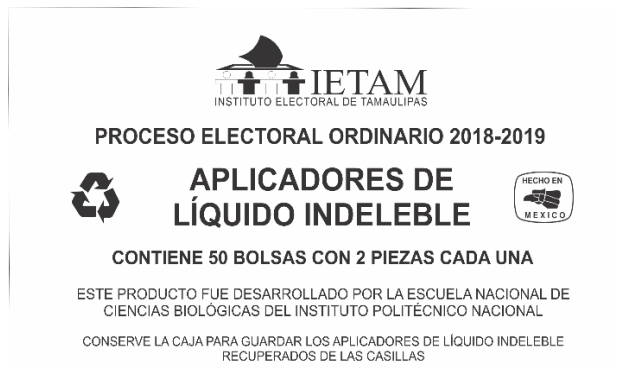 IETAM
INSTITUTO ELECTORAL DE TAMAULIPAS
PROCESO ELECTORAL ORDINARIO 2018-2019
APLICADORES DE
LÍQUIDO INDELEBLE
HECHO EN
MEXICO
CONTIENE 50 BOLSAS CON 2 PIEZAS CADA UNA
ESTE PRODUCTO FUE DESARROLLADO POR LA ESCUELA NACIONAL DE
CIENCIAS BIOLÓGICAS DEL INSTITUTO POLITÉCNICO NACIONAL
CONSERVE LA CAJA PARA GUARDAR LOS APLICADORES DE LÍQUIDO INDELEBLE
RECUPERADOS DE LAS CASILLAS